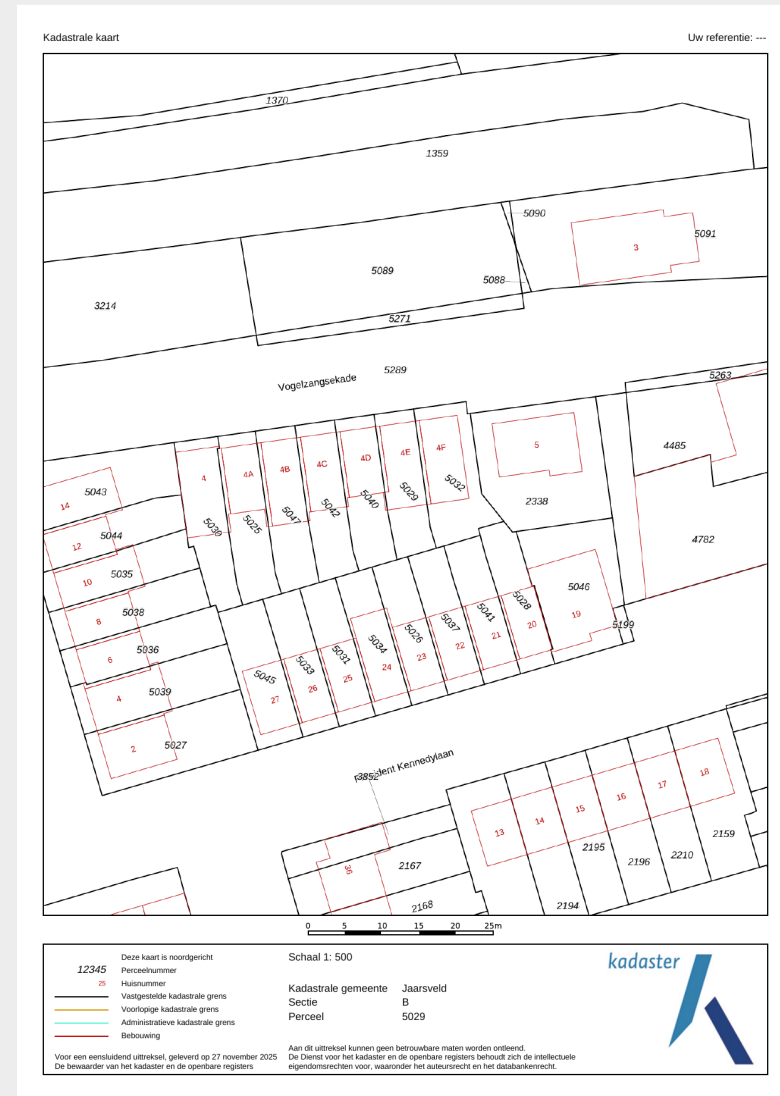 Kadastrale kaart
Uw referentie: ---
1370
1359
5090
5091
3
5089
5088
3214
5271
5289
Vogelzangsekade
5263
4485
5
4F
4E
4D
4C
4B
4A
4
5043
14
5030
5025
5047
5042
5040
5029
5032
2338
5044
12
4782
5035
10
5046
5028
5038
8
5041
19
5199
5037
20
5026
21
5034
22
5036
6
5031
23
5033
24
5045
25
26
27
5039
4
5027
2
3852
ident Kennedylaan
18
17
16
15
14
13
2159
2195
2196
2210
36
2167
2168
2194
0 5 10 15 20 25m
Deze kaart is noordgericht
12345 Perceelnummer
25 Huisnummer
Vastgestelde kadastrale grens
Voorlopige kadastrale grens
Administratieve kadastrale grens
Bebouwing
Voor een eensluidend uittreksel, geleverd op 27 november 2025
De bewaarder van het kadaster en de openbare registers
Schaal 1: 500
Kadastrale gemeente Jaarsveld
Sectie B
Perceel 5029
Aan dit uittreksel kunnen geen betrouwbare maten worden ontleend.
De Dienst voor het kadaster en de openbare registers behoudt zich de intellectuele
eigendomsrechten voor, waaronder het auteursrecht en het databankenrecht.
kadaster